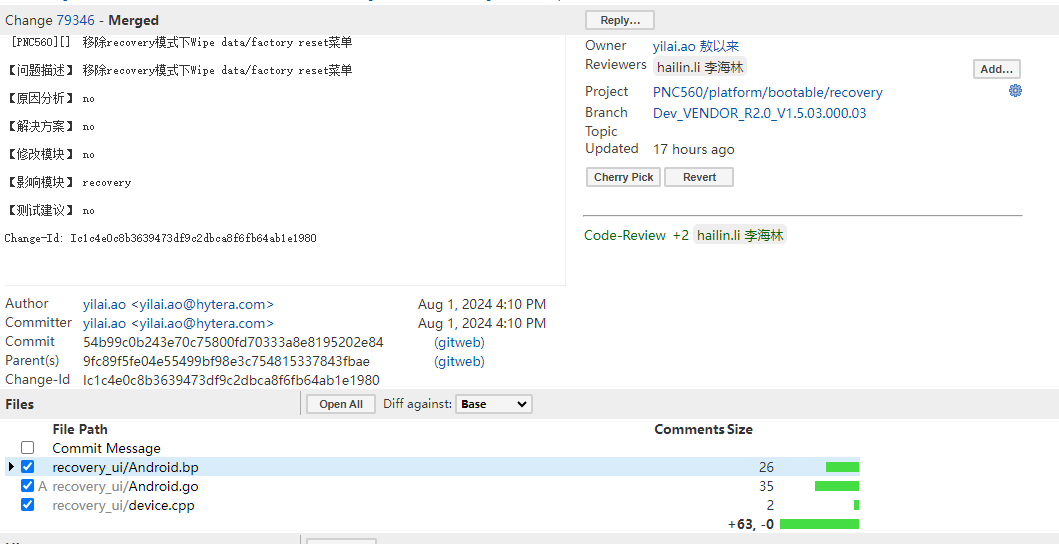 Change 79346 - Merged
Reply...
[PNC560][] 移除recovery模式下Wipe data/factory reset菜单
【问题描述】 移除recovery模式下Wipe data/factory reset菜单
【原因分析】 no
【解决方案】 no
【修改模块】 no
【影响模块】 recovery
【测试建议】 no
Change-Id: Ic1c4e0c8b3639473df9c2dbca8f6fb64ab1e1980
Owner yilai.ao 敖以来
Reviewers hailin.li 李海林
Add...
Project PNC560/platform/bootable/recovery
Branch Dev_VENDOR_R2.0_V1.5.03.000.03
Topic
Updated 17 hours ago
Cherry Pick Revert
Code-Review +2 hailin.li 李海林
Author yilai.ao <yilai.ao@hytera.com> Aug 1, 2024 4:10 PM
Committer yilai.ao <yilai.ao@hytera.com> Aug 1, 2024 4:10 PM
Commit 54b99c0b243e70c75800fd70333a8e8195202e84 (gitweb)
Parent(s) 9fc89f5fe04e55499bf98e3c754815337843fbae (gitweb)
Change-Id Ic1c4e0c8b3639473df9c2dbca8f6fb64ab1e1980
Files Open All Diff against: Base
File Path Comments Size
Commit Message
recovery_ui/Android.bp 26
A recovery_ui/Android.go 35
recovery_ui/device.cpp 2
+63, -0